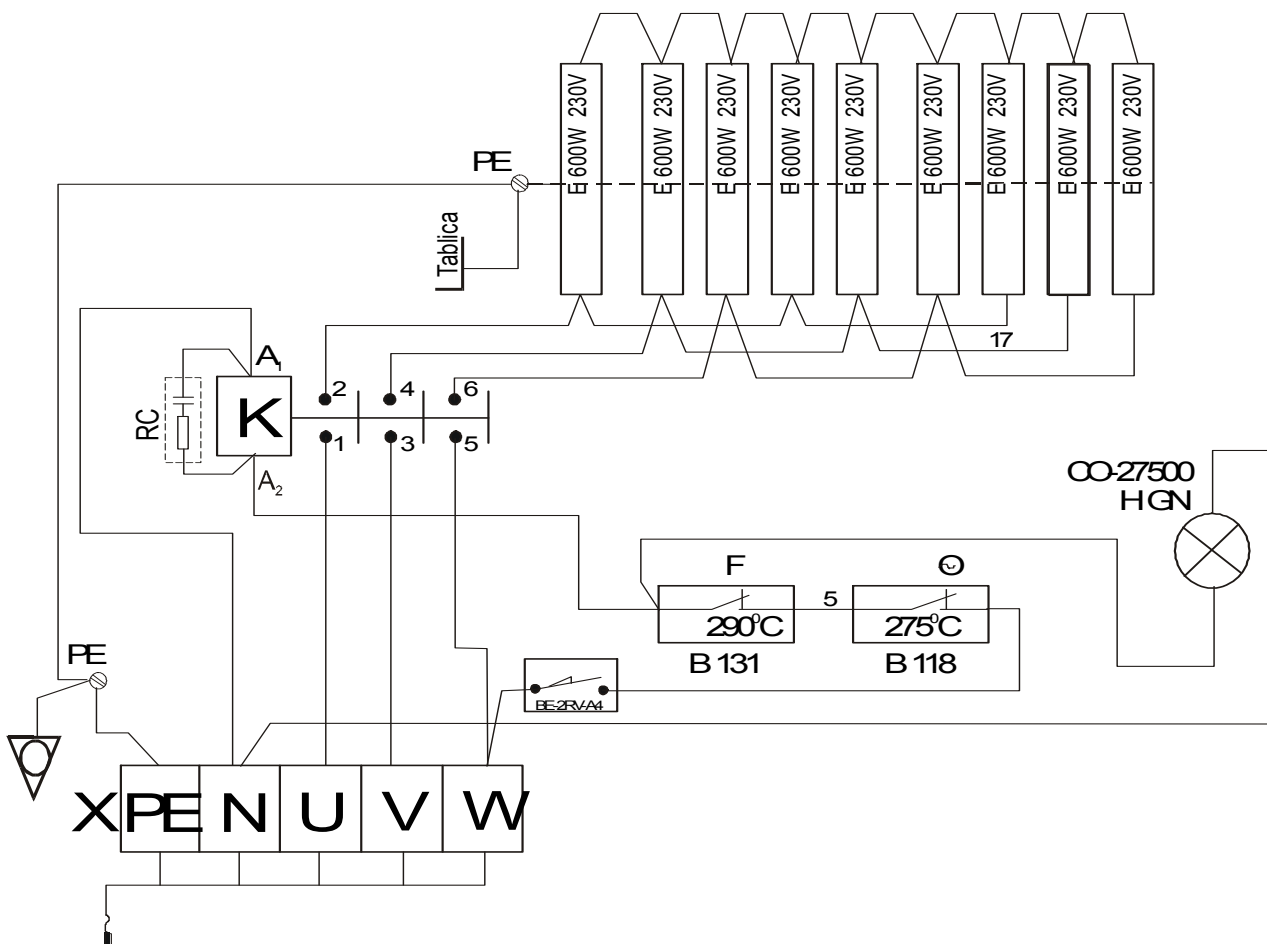 E 600W 230V
E 600W 230V
E 600W 230V
E 600W 230V
E 600W 230V
E 600W 230V
E 600W 230V
E 600W 230V
E 600W 230V
PE
Tablica
17
A1
RC
K
2
4
6
1
3
5
A2
CO-27500
HGN
F
290°C
B 131
5
275°C
B 118
PE
BE-2RV-A4
X PE N U V W